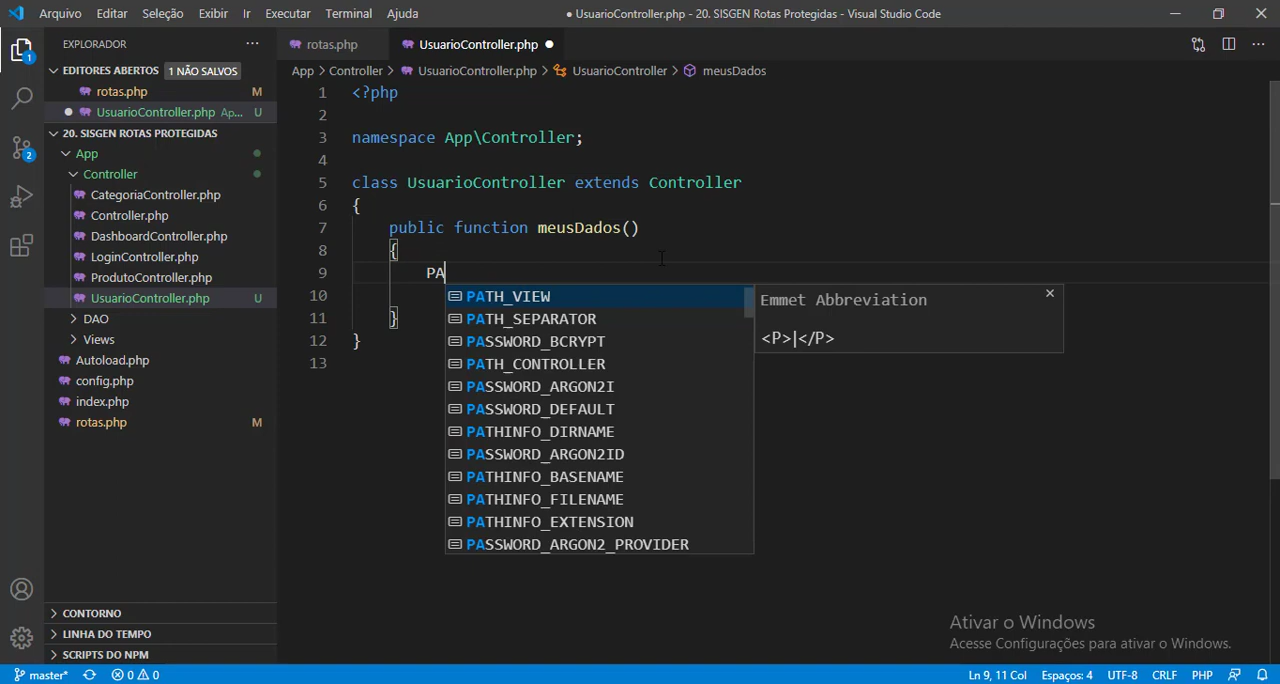 Arquivo Editar Seleção Exibir Ir Executar Terminal Ajuda ● UsuarioController.php - 20. SISGEN Rotas Protegidas - Visual Studio Code
EXPLORADOR
EDITORES ABERTOS 1 NÃO SALVOS
rotas.php M
UsuarioController.php Ap... U
20. SISGEN ROTAS PROTEGIDAS
App
Controller
CategoriaController.php
Controller.php
DashboardController.php
LoginController.php
ProdutoController.php
UsuarioController.php U
DAO
Views
Autoload.php
config.php
index.php
rotas.php M
CONTORNO
LINHA DO TEMPO
SCRIPTS DO NPM
1
2
rotas.php UsuarioController.php
App > Controller > UsuarioController.php > UsuarioController > meusDados
1 <?php
2
3 namespace App\Controller;
4
5 class UsuarioController extends Controller
6 {
7 public function meusDados()
8 {
9 PA
10
11 }
12 }
13
PATH_VIEW
PATH_SEPARATOR
PASSWORD_BCRYPT
PATH_CONTROLLER
PASSWORD_ARGON2I
PASSWORD_DEFAULT
PATHINFO_DIRNAME
PASSWORD_ARGON2ID
PATHINFO_BASENAME
PATHINFO_FILENAME
PATHINFO_EXTENSION
PASSWORD_ARGON2_PROVIDER
Emmet Abbreviation
<P>|</P>
Ativar o Windows
Acesse Configurações para ativar o Windows.
master* 0 0 Ln 9, 11 Col Espaços: 4 UTF-8 CRLF PHP